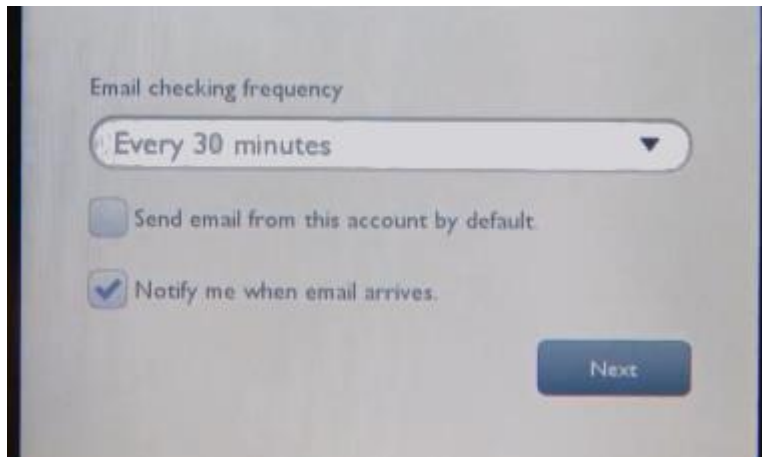 Email checking frequency
Every 30 minutes
Send email from this account by default.
Notify me when email arrives.
Next